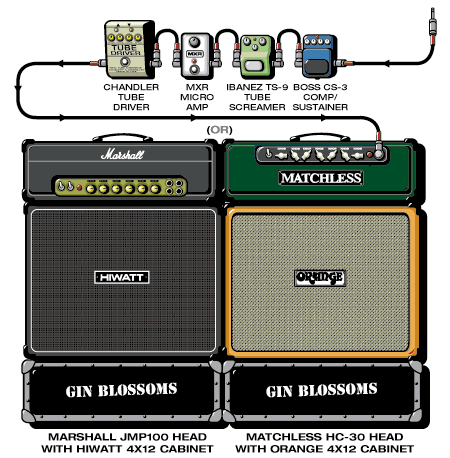 TUBE
DRIVER
MXR
CHANDLER
TUBE
DRIVER
MXR
MICRO
AMP
IBANEZ TS-9
TUBE
SCREAMER
BOSS CS-3
COMP/
SUSTAINER
(OR)
Marshall
MATCHLESS
HIWATT
ORANGE
GIN BLOSSOMS
GIN BLOSSOMS
MARSHALL JMP100 HEAD
WITH HIWATT 4X12 CABINET
MATCHLESS HC-30 HEAD
WITH ORANGE 4X12 CABINET